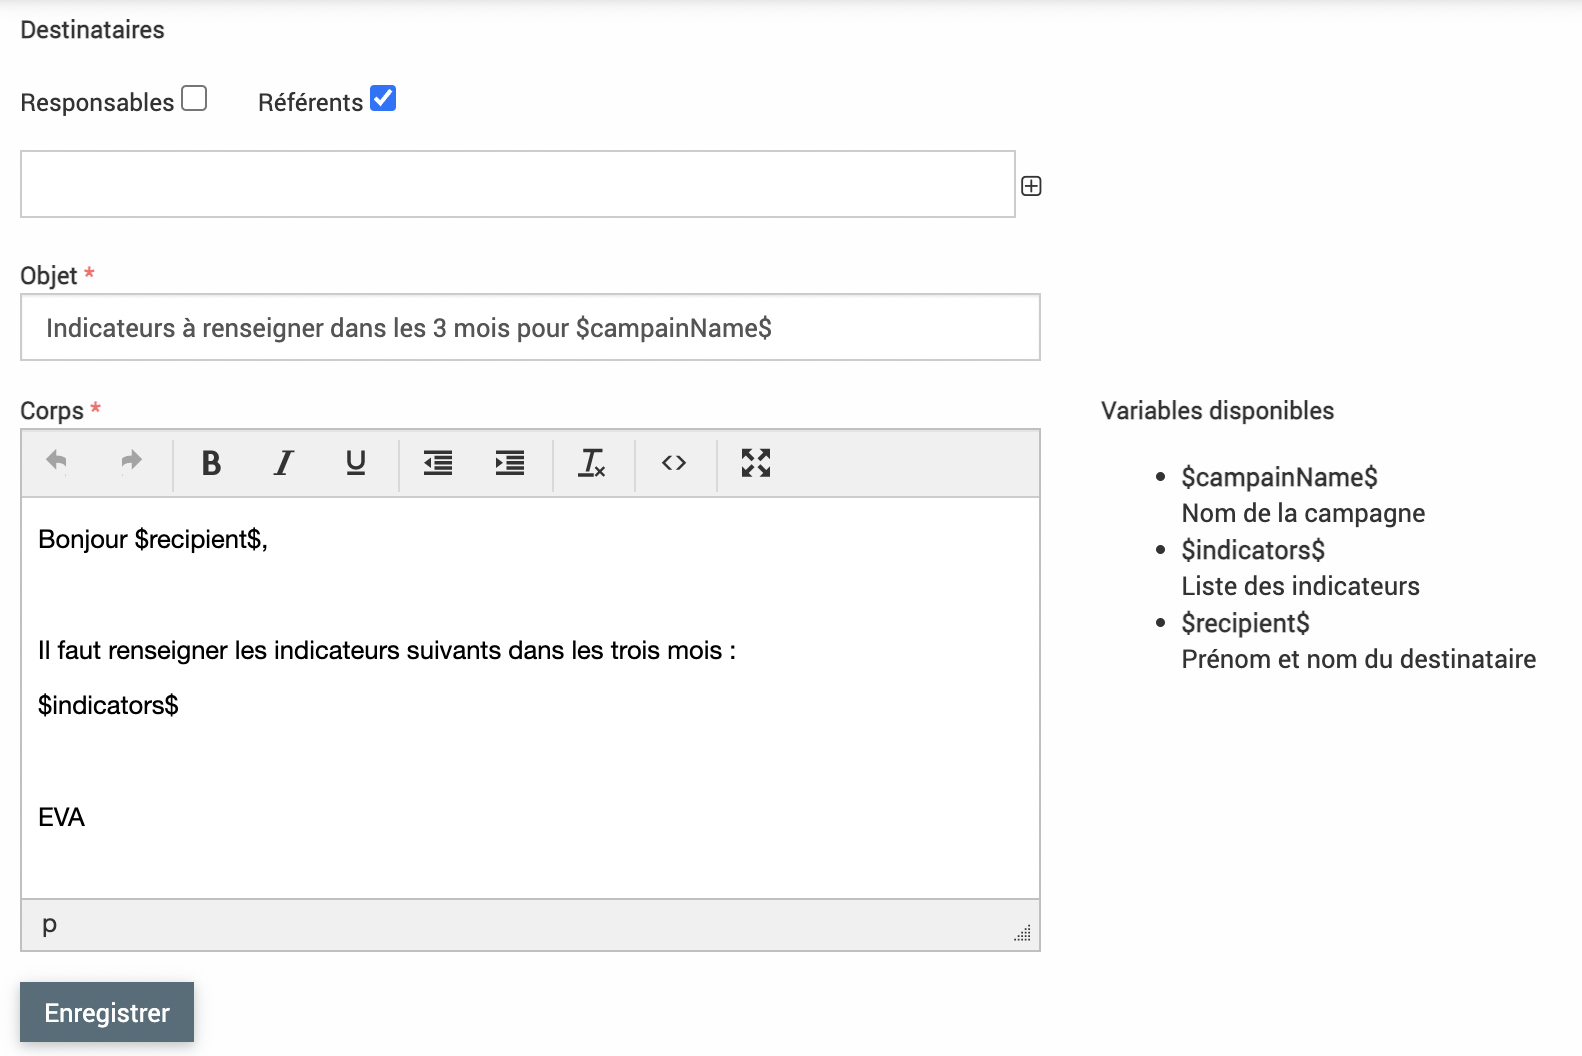 Destinataires
Responsables Référents
Objet *
Indicateurs à renseigner dans les 3 mois pour $campainName$
Corps *
B I U Tx <>
Bonjour $recipient$,
Il faut renseigner les indicateurs suivants dans les trois mois :
$indicators$
EVA
p
Enregistrer
Variables disponibles
• $campainName$
Nom de la campagne
• $indicators$
Liste des indicateurs
• $recipient$
Prénom et nom du destinataire